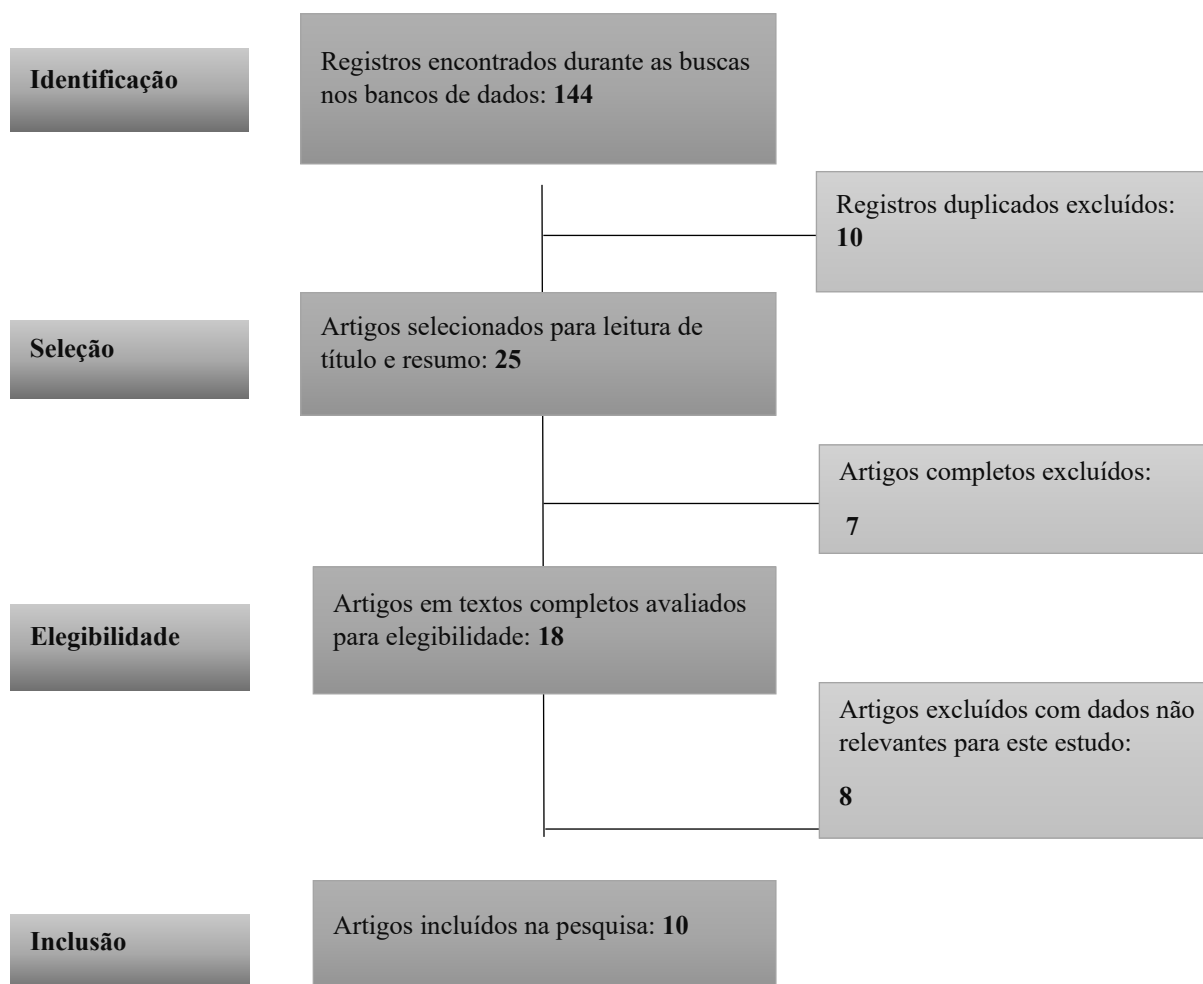 Identificação
Registros encontrados durante as buscas
nos bancos de dados: 144
Registros duplicados excluídos:
10
Seleção
Artigos selecionados para leitura de
título e resumo: 25
Artigos completos excluídos:
7
Elegibilidade
Artigos em textos completos avaliados
para elegibilidade: 18
Artigos excluídos com dados não
relevantes para este estudo:
8
Inclusão
Artigos incluídos na pesquisa: 10